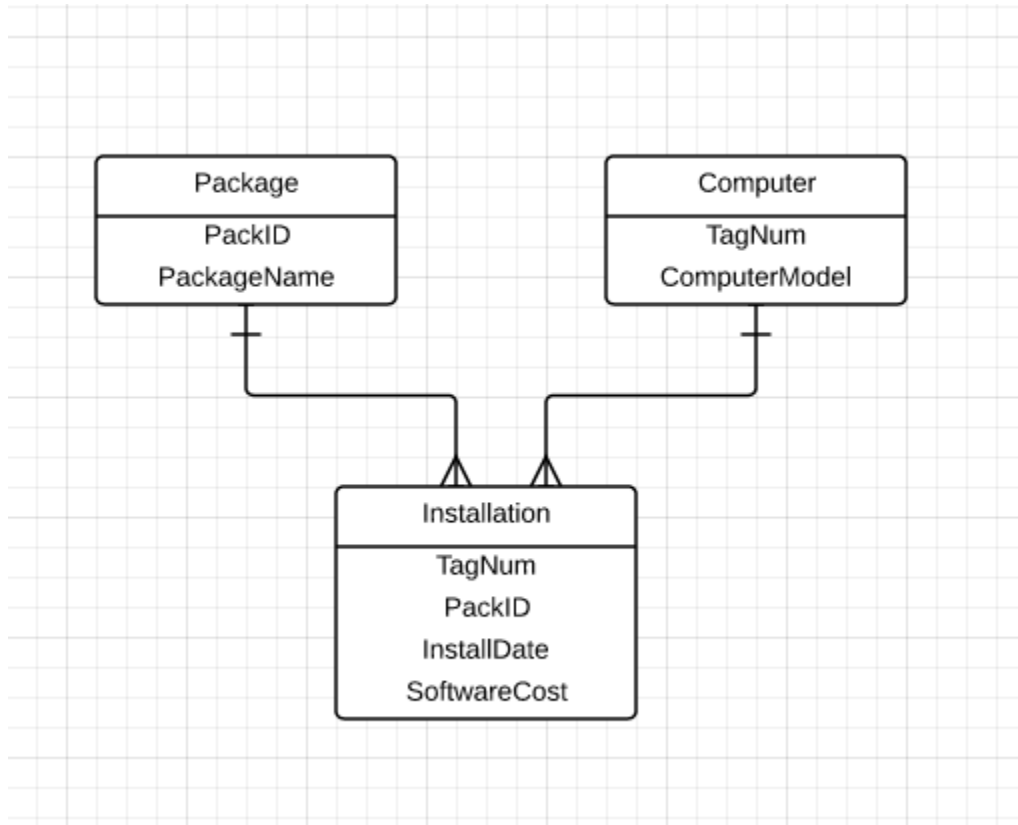 Package
PackID
PackageName
Computer
TagNum
ComputerModel
Installation
TagNum
PackID
InstallDate
SoftwareCost